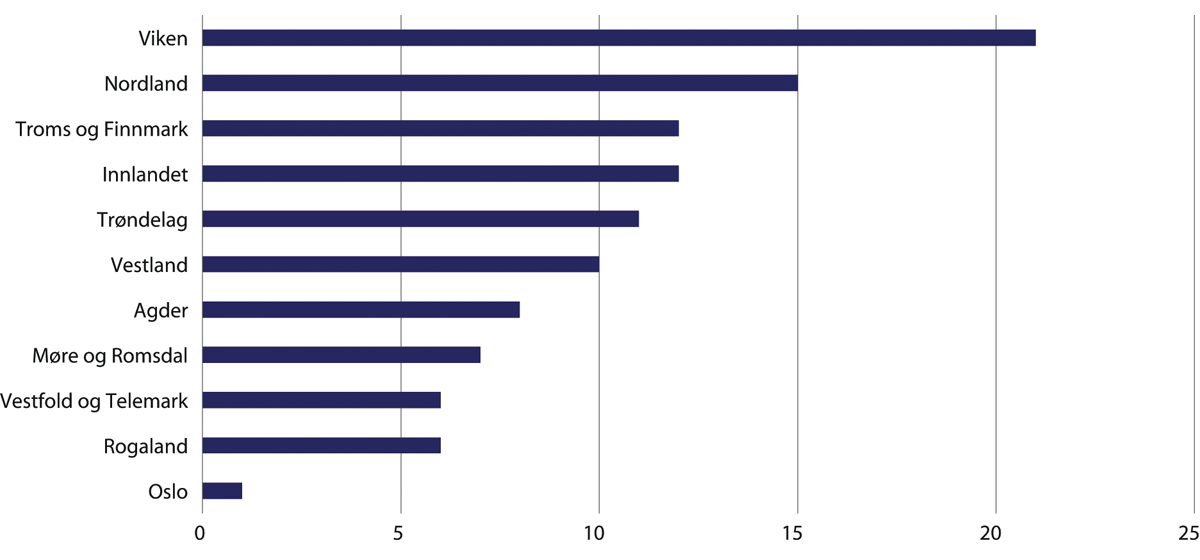 Viken
Nordland
Troms og Finnmark
Innlandet
Trøndelag
Vestland
Agder
Møre og Romsdal
Vestfold og Telemark
Rogaland
Oslo
0 5 10 15 20 25